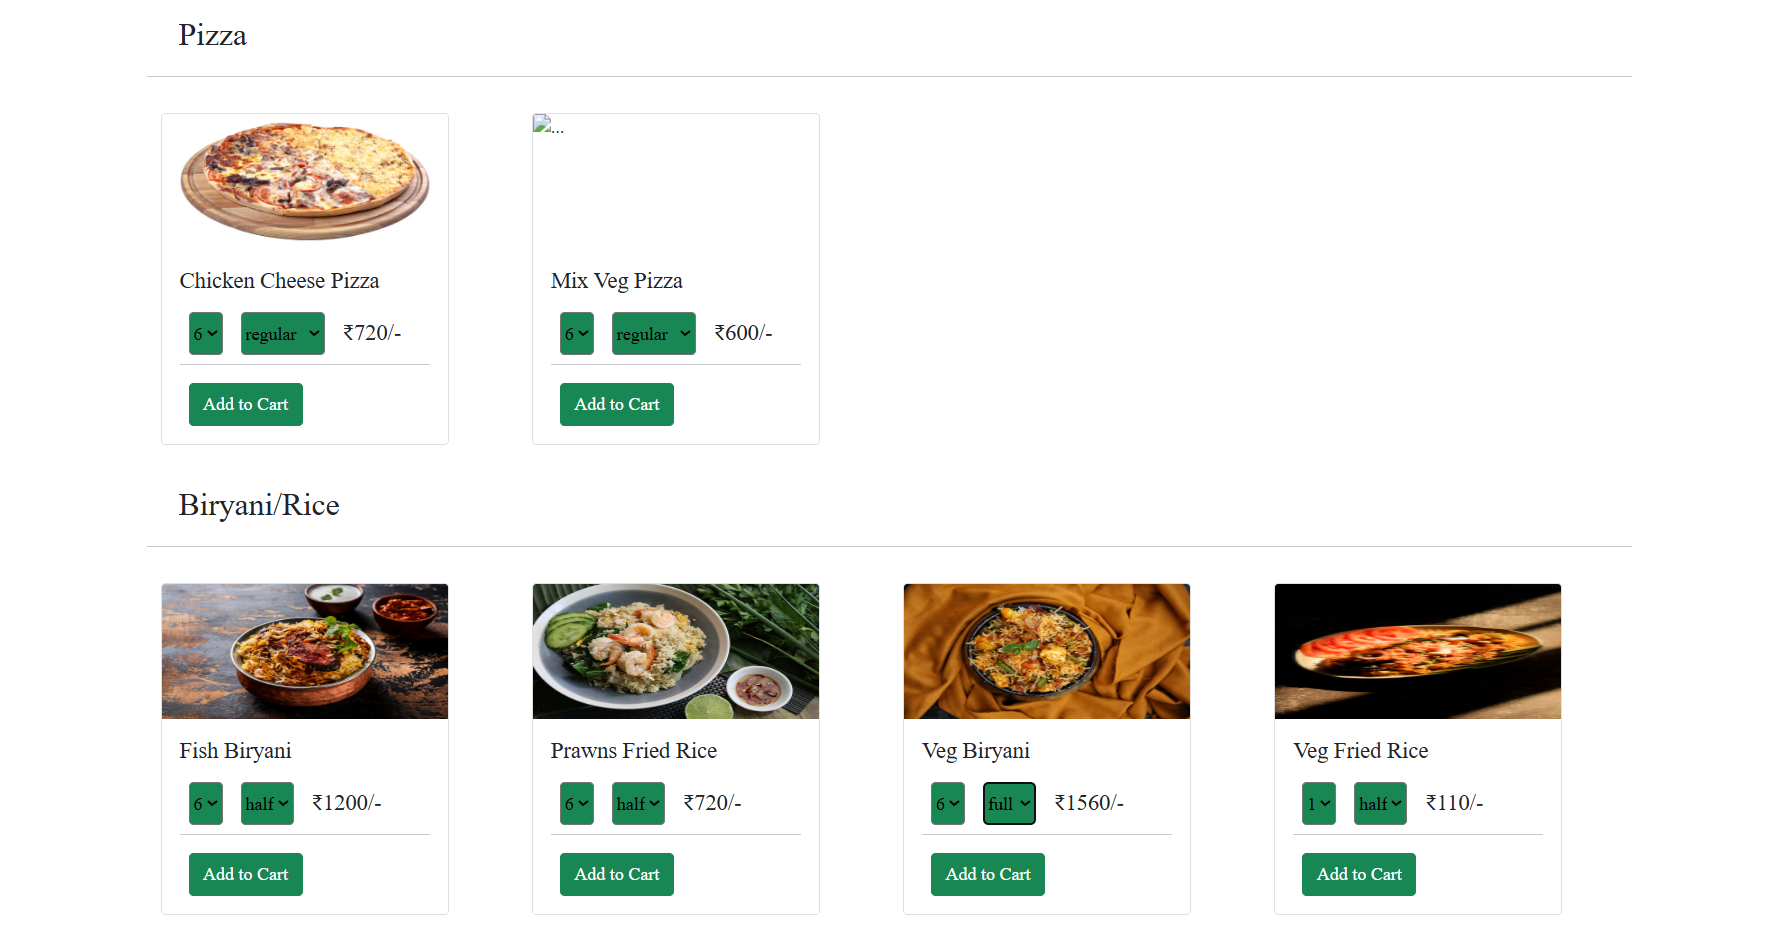 Pizza
...
Chicken Cheese Pizza
Mix Veg Pizza
6 regular ₹720/-
6 regular ₹600/-
Add to Cart
Add to Cart
Biryani/Rice
Fish Biryani
Prawns Fried Rice
Veg Biryani
Veg Fried Rice
6 half ₹1200/-
6 half ₹720/-
6 full ₹1560/-
1 half ₹110/-
Add to Cart
Add to Cart
Add to Cart
Add to Cart